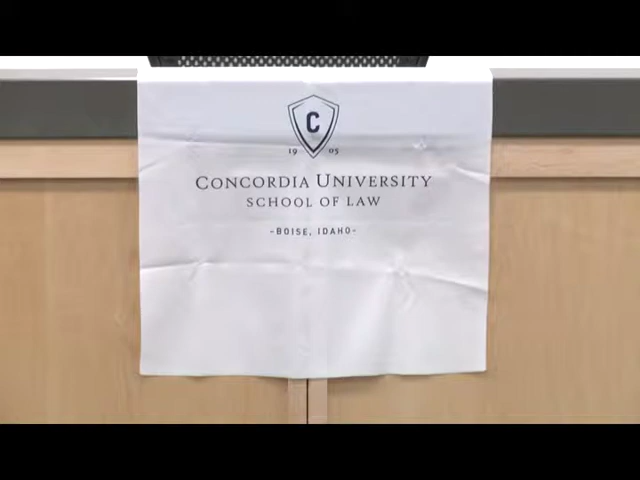 C
19 05
CONCORDIA UNIVERSITY
SCHOOL OF LAW
-BOISE, IDAHO-